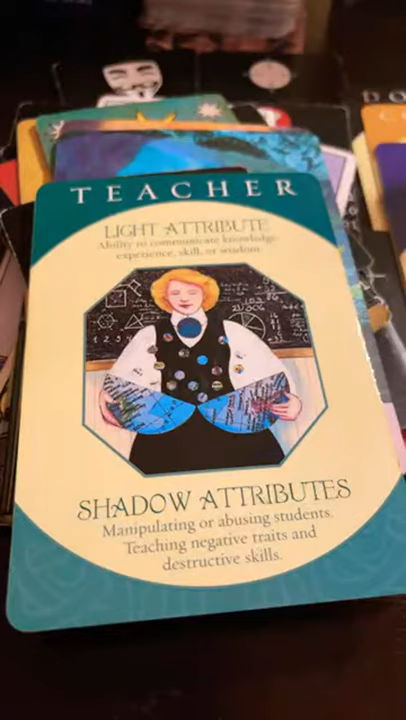 TEACHER
LIGHT ATTRIBUTE
Ability to communicate knowledge,
experience, skill, or wisdom.
SHADOW ATTRIBUTES
Manipulating or abusing students.
Teaching negative traits and
destructive skills.